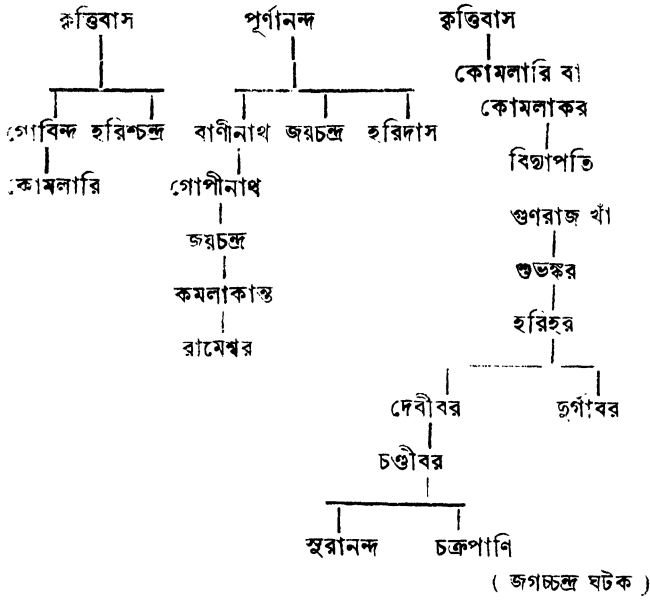 কৃত্তিবাস পূর্ণানন্দ কৃত্তিবাস
কোমলারি বা
কোমলাকর
গোবিন্দ হরিশ্চন্দ্র বাণীনাথ জয়চন্দ্র হরিদাস
বিদ্যাপতি
কোমলারি গোপীনাথ
গুণরাজ খাঁ
জয়চন্দ্র
শুভঙ্কর
কমলাকান্ত
হরিহর
রামেশ্বর
দেবীবর দুর্গাবর
চণ্ডীবর
সুরানন্দ চক্রপাণি
( জগচ্চন্দ্র ঘটক )